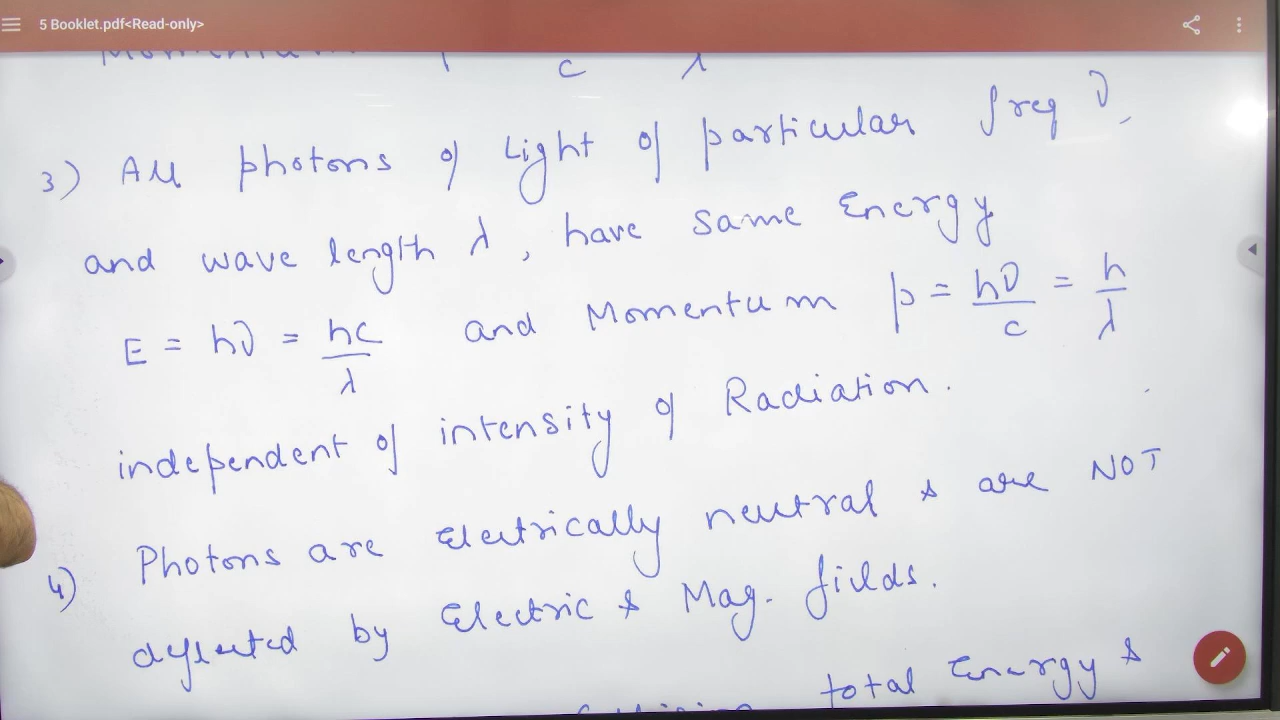 5 Booklet.pdf<Read-only>
Momentum p c λ
3) All photons of Light of particular freq ν,
and wave length λ, have same Energy
E = hν = hc/λ and Momentum p = hν/c = h/λ
independent of intensity of Radiation.
4) Photons are Eletrically neutral & are NOT
deflected by Electric & Mag. fields.
total Energy &